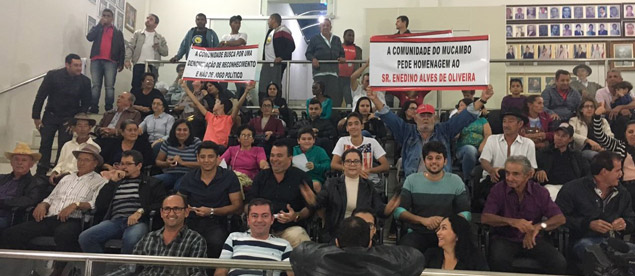 A COMUNIDADE BUSCA POR UMA
DENOMINAÇÃO DE RECONHECIMENTO
E NÃO DE JOGO POLÍTICO
A COMUNIDADE DO MUCAMBO
PEDE HOMENAGEM AO
SR. ENEDINO ALVES DE OLIVEIRA